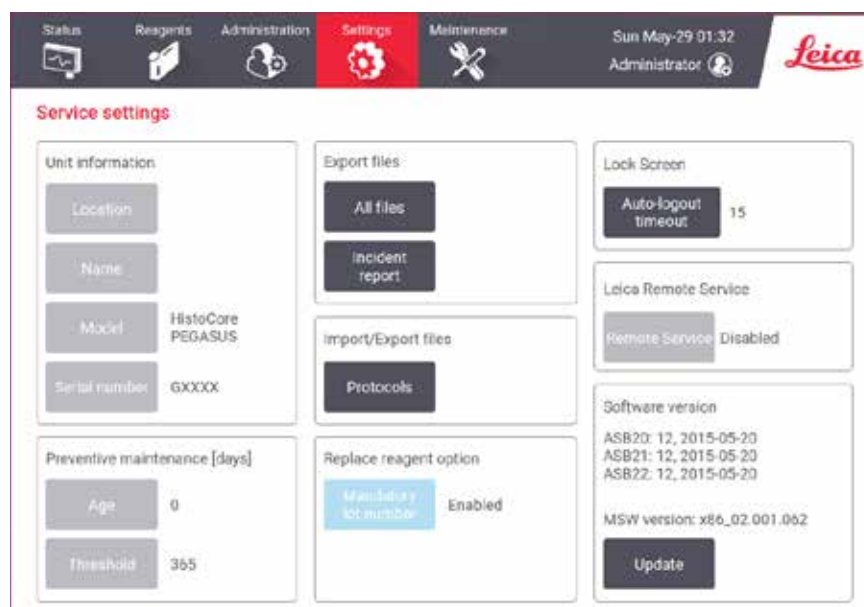 Status
Reagents
Administration
Settings
Maintenance
Sun May-29 01:32
Administrator
Leica
Service settings
Unit information
Location
Name
Model
HistoCore
PEGASUS
Serial number
GXXXX
Preventive maintenance [days]
Age
0
Threshold
365
Export files
All files
Incident
report
Import/Export files
Protocols
Replace reagent option
Mandatory
lot number
Enabled
Lock Screen
Auto-logout
timeout
15
Leica Remote Service
Remote Service
Disabled
Software version
ASB20: 12, 2015-05-20
ASB21: 12, 2015-05-20
ASB22: 12, 2015-05-20
MSW version: x86_02.001.062
Update